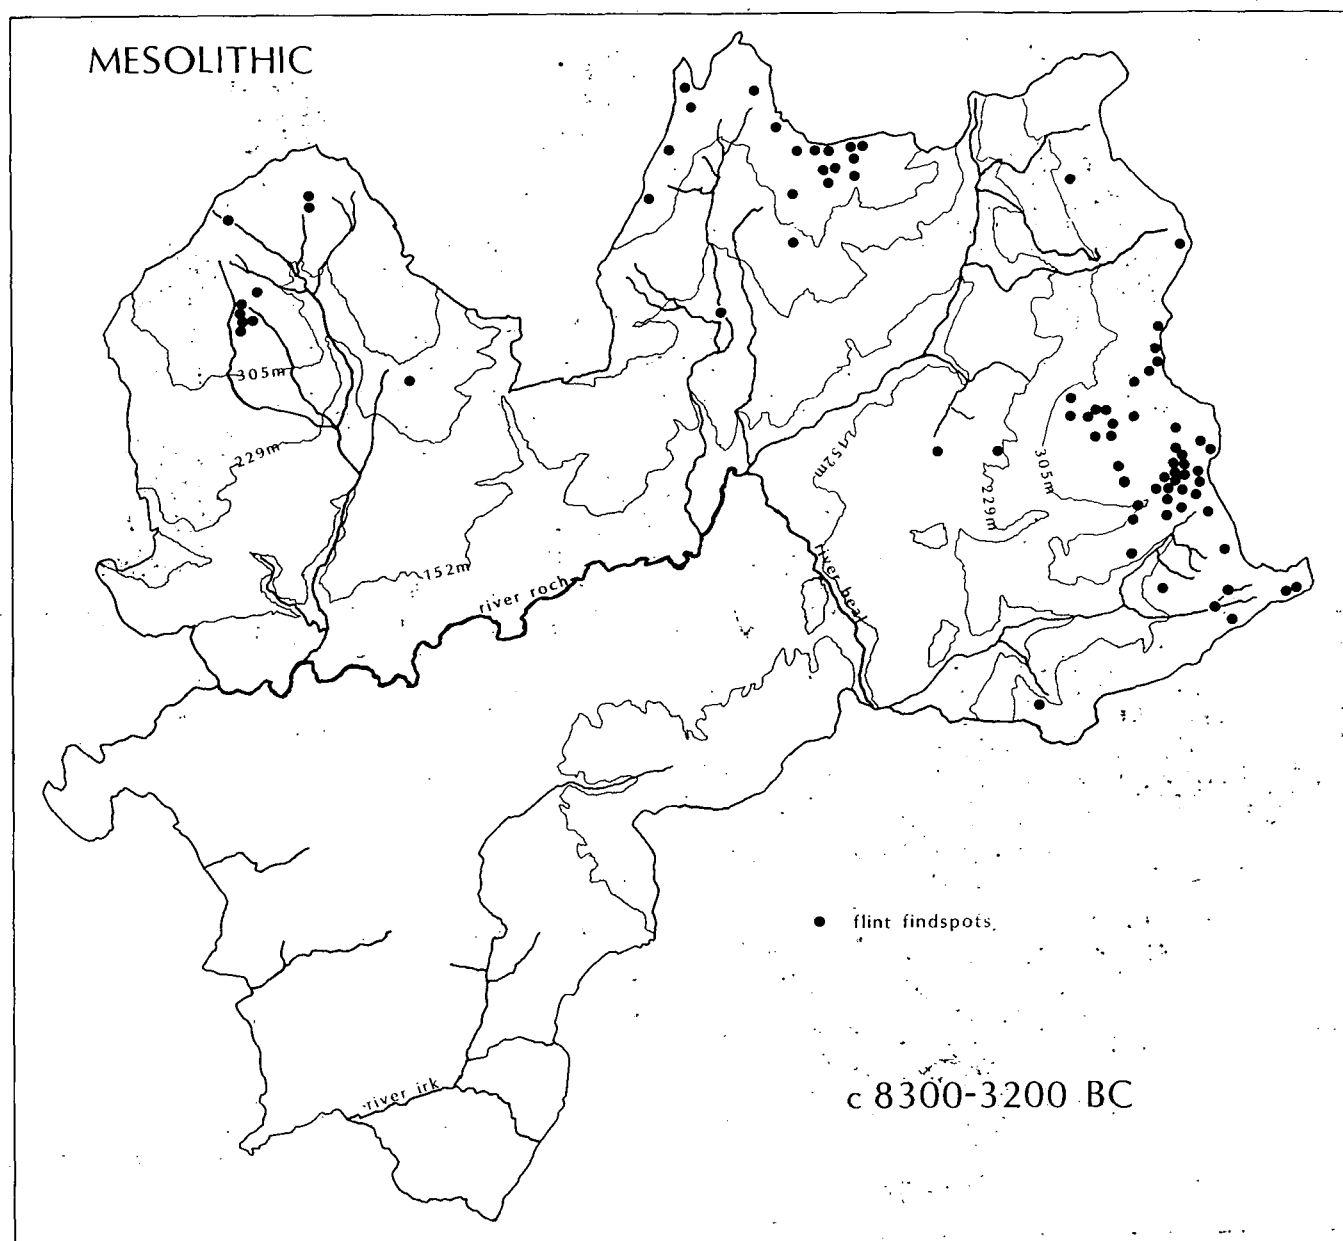 MESOLITHIC
305m
229m
152m
river roch
152m
305m
229m
river beal
flint findspots
c 8300-3200 BC
river irk